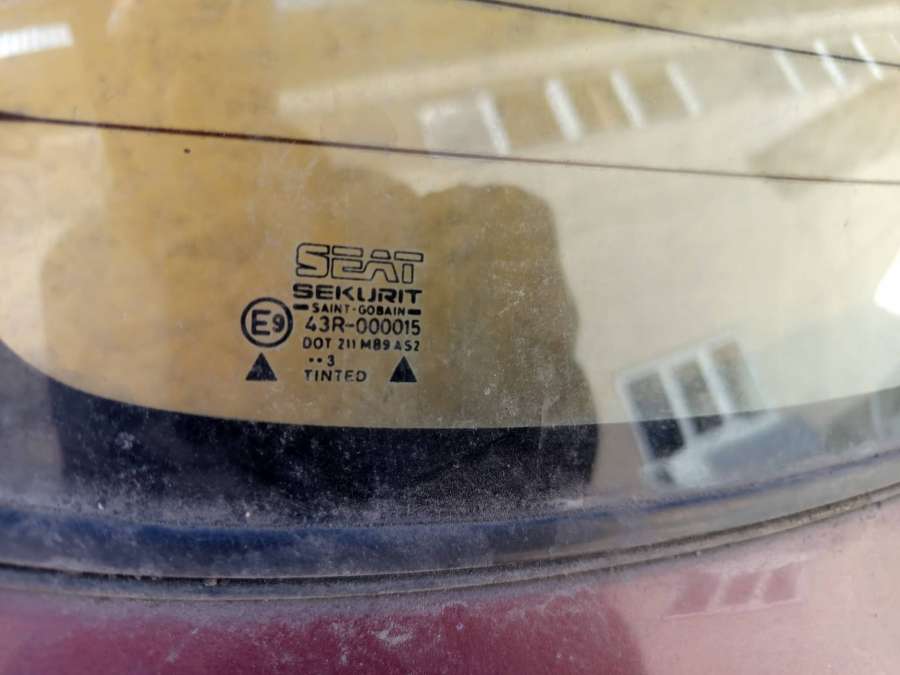 SEAT
SEKURIT
SAINT-GOBAIN
E9 43R-000015
DOT 211 M89 AS2
··3
TINTED